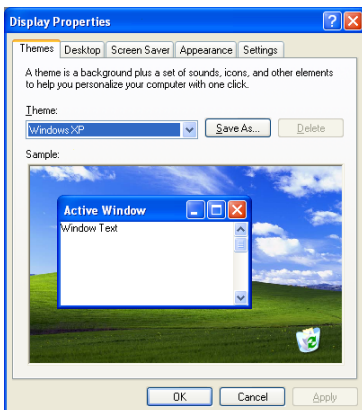 Display Properties
Themes Desktop Screen Saver Appearance Settings
A theme is a background plus a set of sounds, icons, and other elements
to help you personalize your computer with one click.
Theme:
Windows XP Save As... Delete
Sample:
Active Window
Window Text
OK Cancel Apply